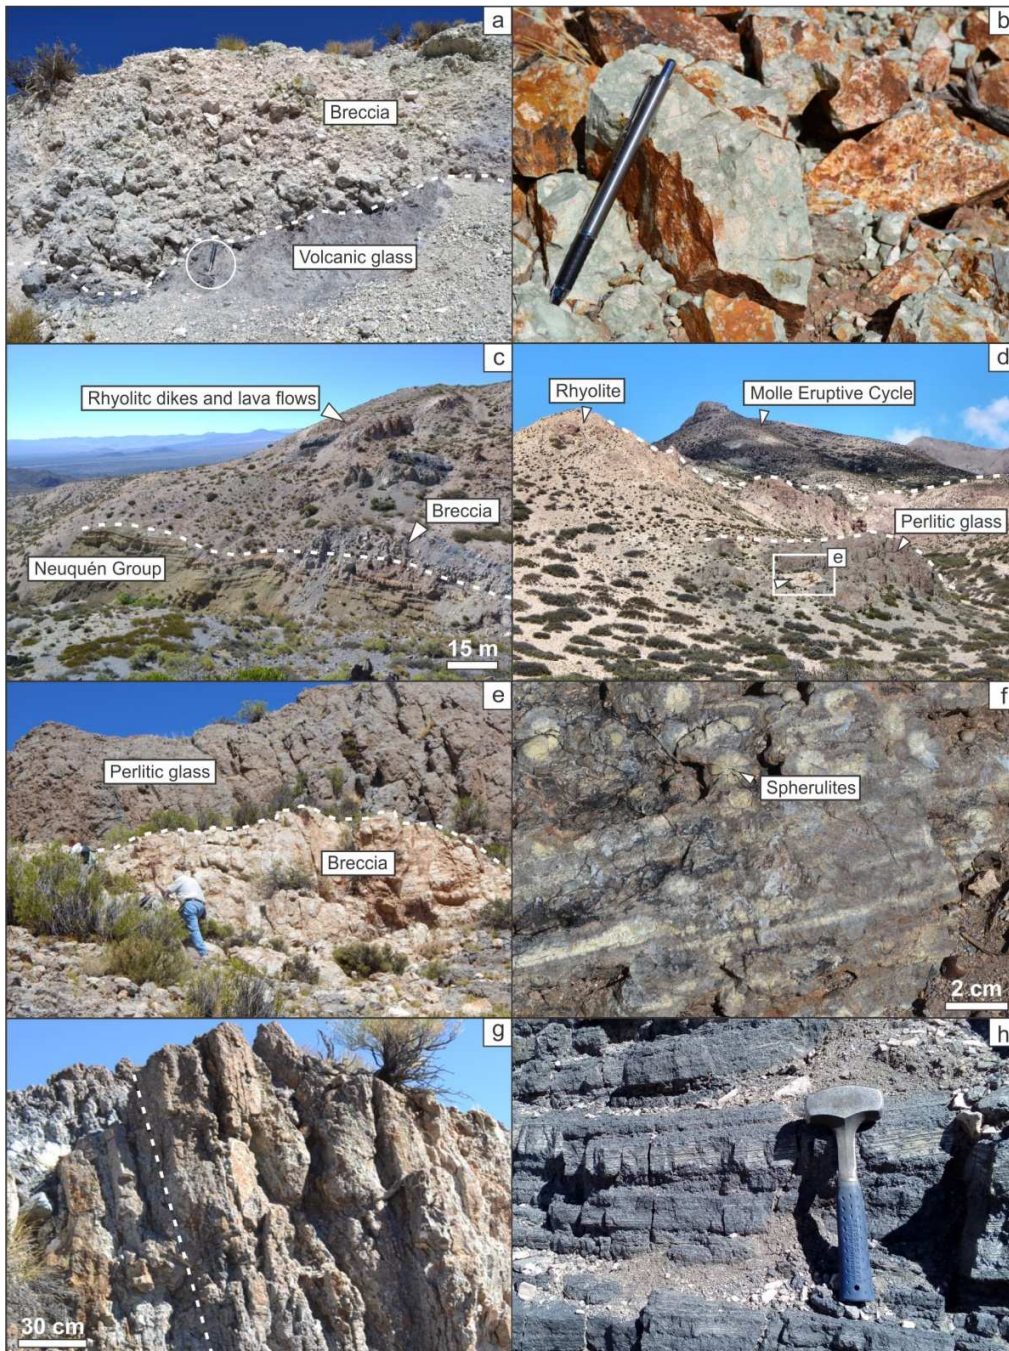 a
Breccia
Volcanic glass
b
c
Rhyolitc dikes and lava flows
Breccia
Neuquén Group
15 m
d
Rhyolite
Molle Eruptive Cycle
Perlitic glass
e
e
Perlitic glass
Breccia
f
Spherulites
2 cm
g
30 cm
h